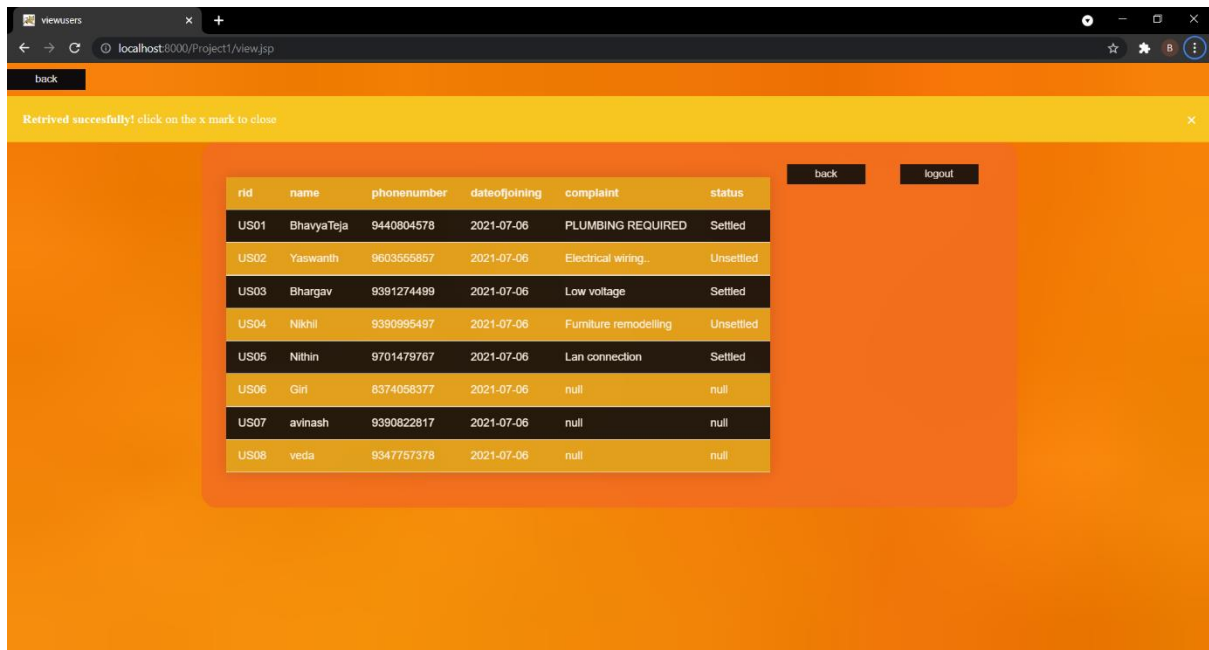 viewusers
localhost:8000/Project1/view.jsp
B
back
Retrived succesfully! click on the x mark to close ×
back logout
rid name phonenumber dateofjoining complaint status
US01 BhavyaTeja 9440804578 2021-07-06 PLUMBING REQUIRED Settled
US02 Yaswanth 9603555857 2021-07-06 Electrical wiring.. Unsettled
US03 Bhargav 9391274499 2021-07-06 Low voltage Settled
US04 Nikhil 9390995497 2021-07-06 Furniture remodelling Unsettled
US05 Nithin 9701479767 2021-07-06 Lan connection Settled
US06 Giri 8374058377 2021-07-06 null null
US07 avinash 9390822817 2021-07-06 null null
US08 veda 9347757378 2021-07-06 null null